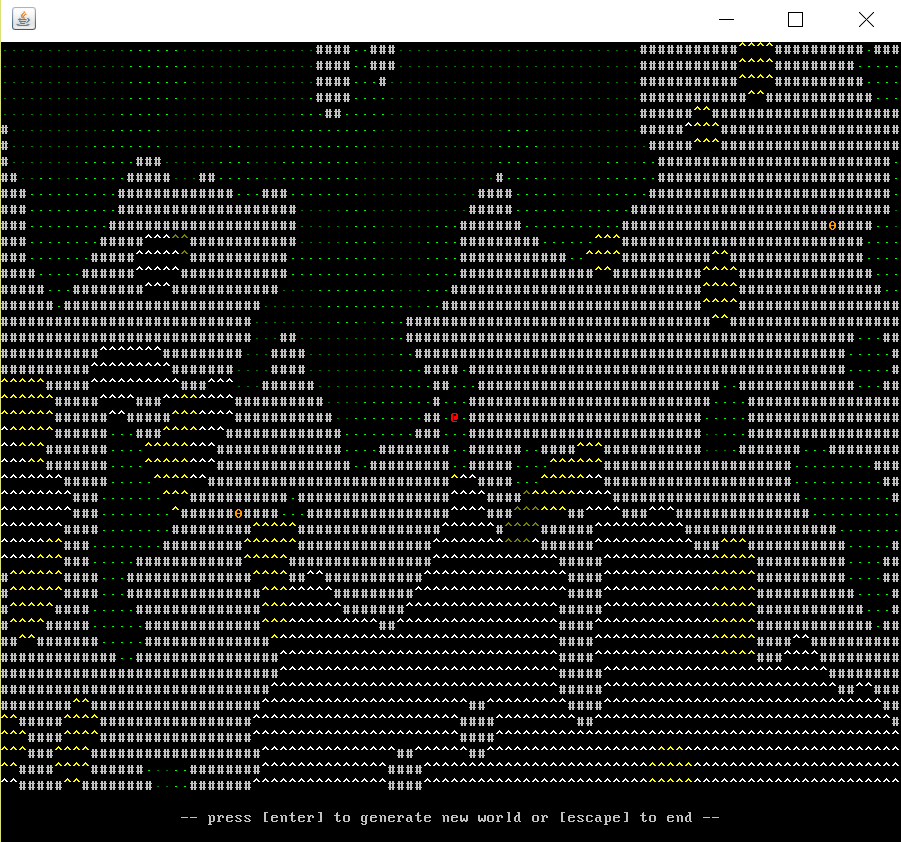 -- press [enter] to generate new world or [escape] to end --